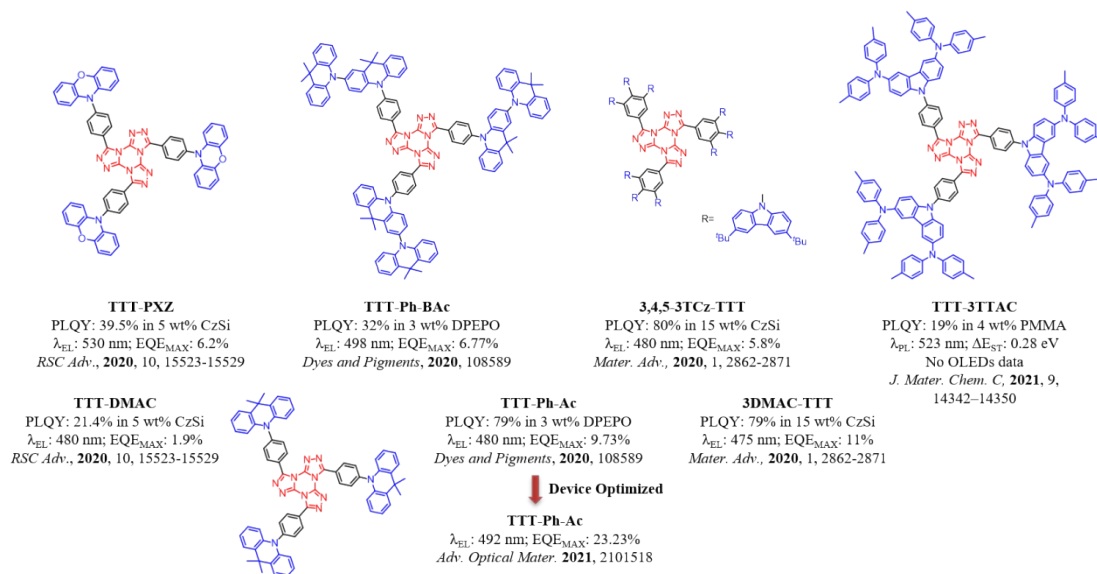 R=
tBu
tBu
TTT-PXZ
PLQY: 39.5% in 5 wt% CzSi
λEL: 530 nm; EQEMAX: 6.2%
RSC Adv., 2020, 10, 15523-15529
TTT-Ph-BAc
PLQY: 32% in 3 wt% DPEPO
λEL: 498 nm; EQEMAX: 6.77%
Dyes and Pigments, 2020, 108589
3,4,5-3TCz-TTT
PLQY: 80% in 15 wt% CzSi
λEL: 480 nm; EQEMAX: 5.8%
Mater. Adv., 2020, 1, 2862-2871
TTT-3TTAC
PLQY: 19% in 4 wt% PMMA
λPL: 523 nm, ΔEST: 0.28 eV
No OLEDs data
J. Mater. Chem. C, 2021, 9,
14342–14350
TTT-DMAC
PLQY: 21.4% in 5 wt% CzSi
λEL: 480 nm; EQEMAX: 1.9%
RSC Adv., 2020, 10, 15523-15529
TTT-Ph-Ac
PLQY: 79% in 3 wt% DPEPO
λEL: 480 nm; EQEMAX: 9.73%
Dyes and Pigments, 2020, 108589
3DMAC-TTT
PLQY: 79% in 15 wt% CzSi
λEL: 475 nm; EQEMAX: 11%
Mater. Adv., 2020, 1, 2862-2871
Device Optimized
TTT-Ph-Ac
λEL: 492 nm; EQEMAX: 23.23%
Adv. Optical Mater. 2021, 2101518